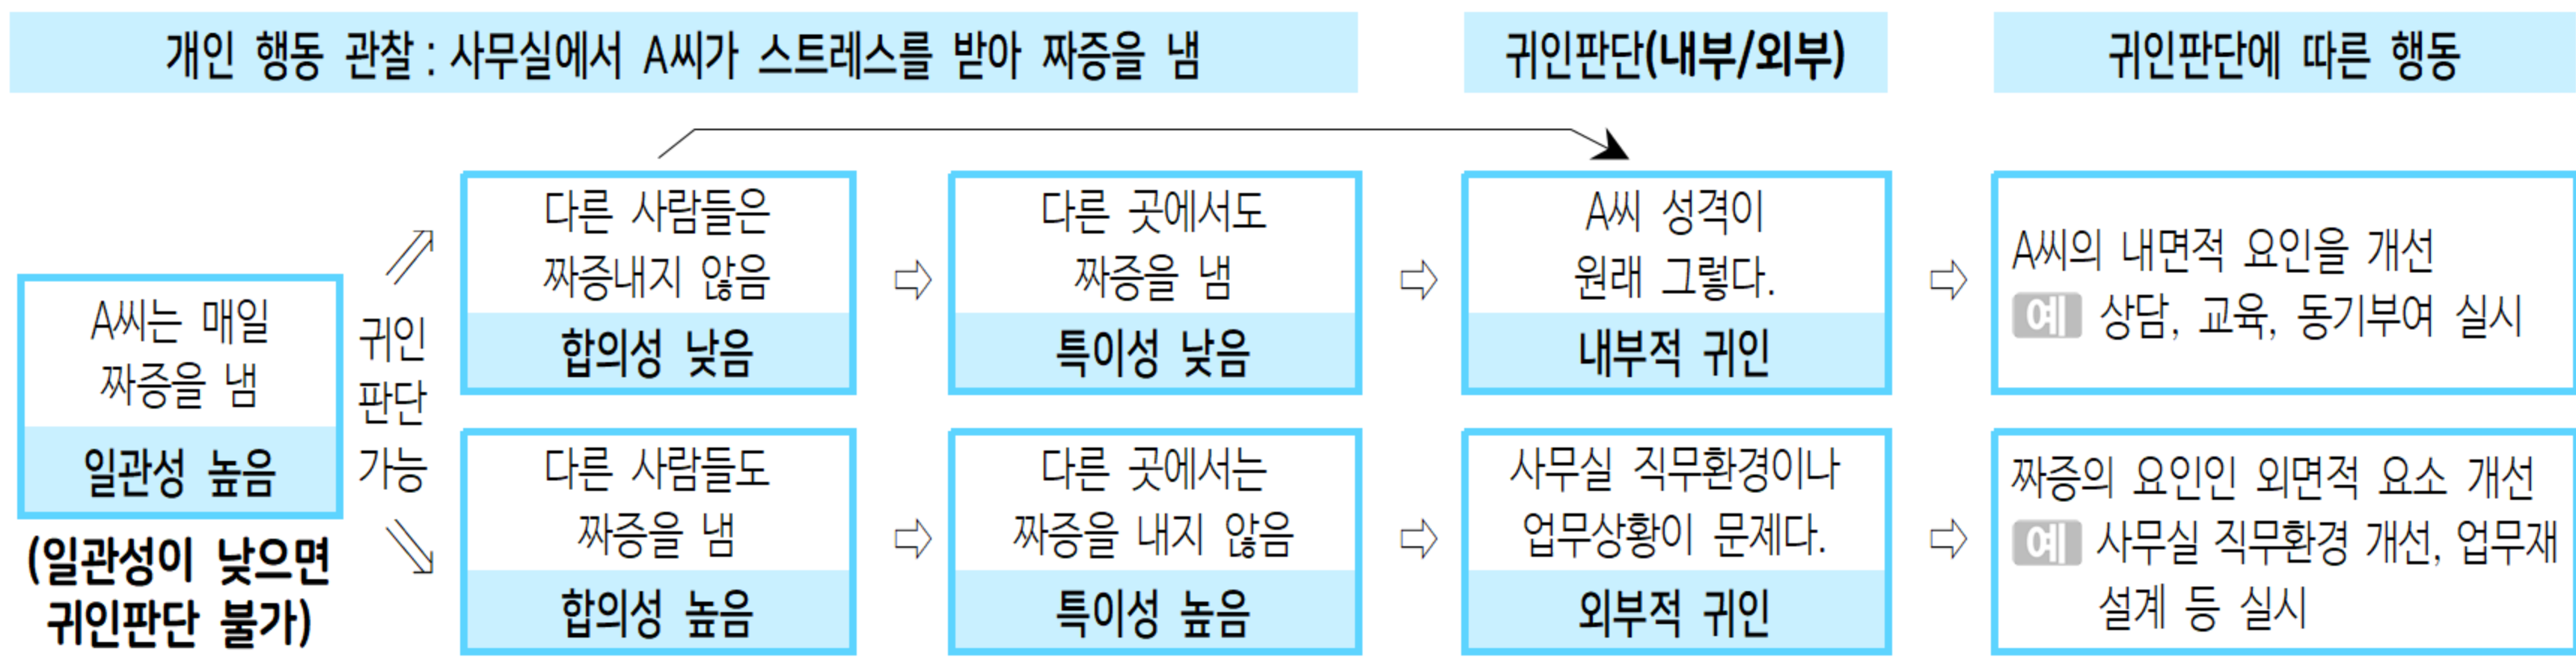 개인 행동 관찰 : 사무실에서 A씨가 스트레스를 받아 짜증을 냄
귀인판단(내부/외부)
귀인판단에 따른 행동
A씨는 매일
짜증을 냄
일관성 높음
(일관성이 낮으면
귀인판단 불가)
귀인
판단
가능
다른 사람들은
짜증내지 않음
합의성 낮음
다른 곳에서도
짜증을 냄
특이성 낮음
A씨 성격이
원래 그렇다.
내부적 귀인
A씨의 내면적 요인을 개선
예 상담, 교육, 동기부여 실시
다른 사람들도
짜증을 냄
합의성 높음
다른 곳에서는
짜증을 내지 않음
특이성 높음
사무실 직무환경이나
업무상황이 문제다.
외부적 귀인
짜증의 요인인 외면적 요소 개선
예 사무실 직무환경 개선, 업무재
설계 등 실시